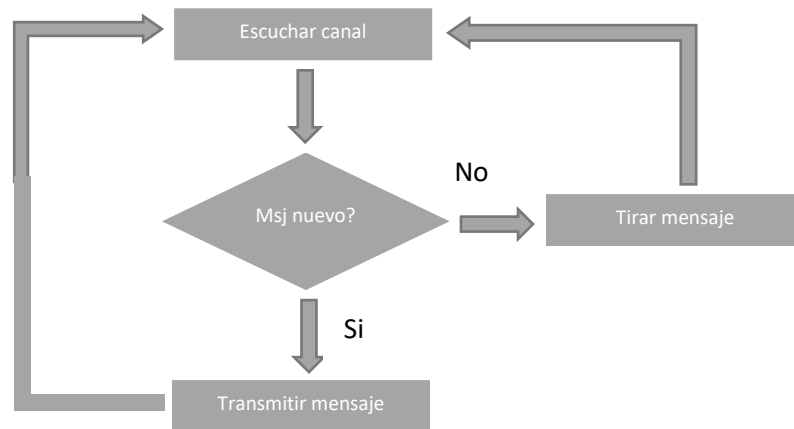 Escuchar canal
Msj nuevo?
No
Tirar mensaje
Si
Transmitir mensaje